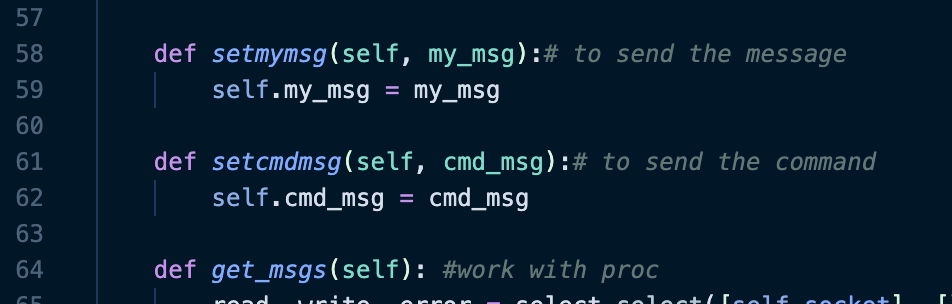 57
58 def setmymsg(self, my_msg):# to send the message
59 self.my_msg = my_msg
60
61 def setcmdmsg(self, cmd_msg):# to send the command
62 self.cmd_msg = cmd_msg
63
64 def get_msgs(self): #work with proc
65 read, write, error = select.select([self.socket], [